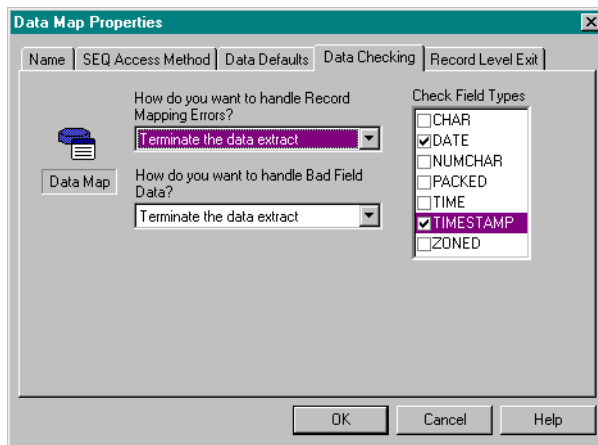 Data Map Properties
Name
SEQ Access Method
Data Defaults
Data Checking
Record Level Exit
How do you want to handle Record
Mapping Errors?
Terminate the data extract
Data Map
How do you want to handle Bad Field
Data?
Terminate the data extract
Check Field Types
CHAR
DATE
NUMCHAR
PACKED
TIME
TIMESTAMP
ZONED
OK
Cancel
Help